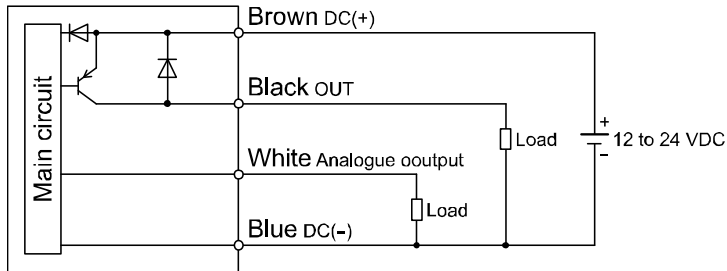 Brown DC(+)
Main circuit
Black OUT
+
Load
12 to 24 VDC
−
White Analogue ooutput
Load
Blue DC(−)